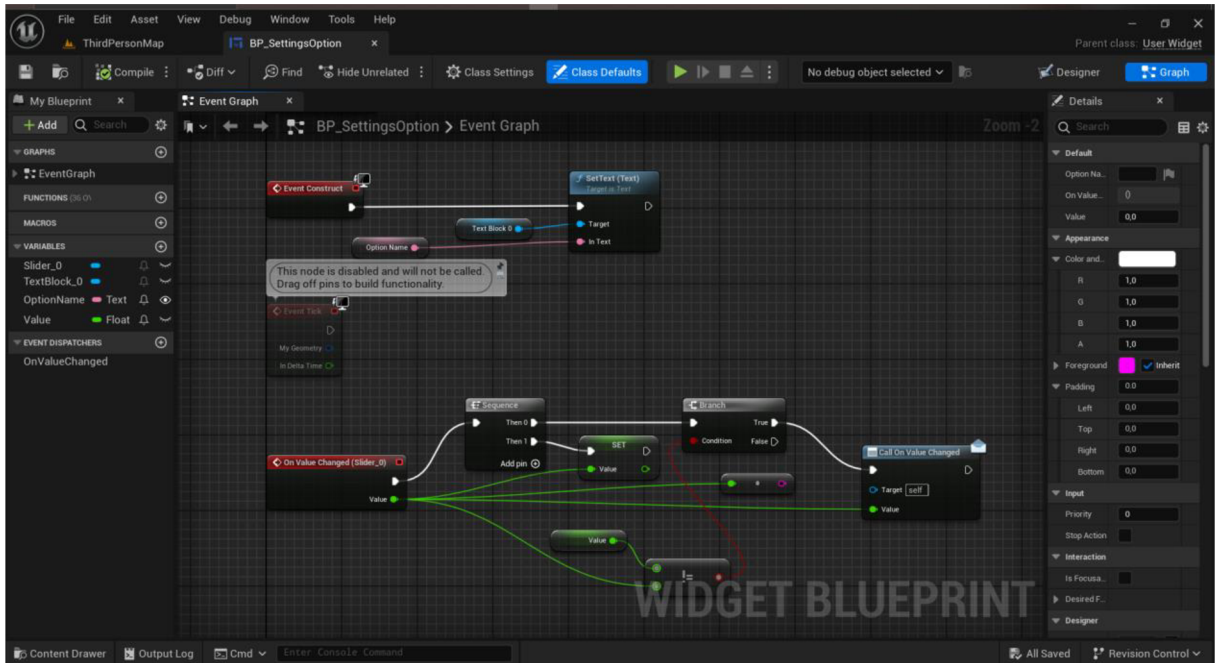 File Edit Asset View Debug Window Tools Help
ThirdPersonMap
BP_SettingsOption
Parent class: User Widget
Compile
Diff
Find
Hide Unrelated
Class Settings
Class Defaults
No debug object selected
Designer
Graph
My Blueprint
+ Add
Search
GRAPHS
EventGraph
FUNCTIONS
MACROS
VARIABLES
Slider_0
TextBlock_0
OptionName Text
Value Float
EVENT DISPATCHERS
OnValueChanged
Event Graph
BP_SettingsOption > Event Graph
Zoom -2
Event Construct
SetText (Text)
Target is Text
Target
In Text
Text Block 0
Option Name
This node is disabled and will not be called.
Drag off pins to build functionality.
Event Tick
My Geometry
In Delta Time
Sequence
Then 0
Then 1
Add pin
SET
Value
Branch
True
Condition False
On Value Changed (Slider_0)
Value
Call On Value Changed
Target self
Value
Value
!=
WIDGET BLUEPRINT
Details
Search
Default
Option Na..
On Value... 0
Value 0,0
Appearance
Color and..
R 1,0
G 1,0
B 1,0
A 1,0
Foreground Inherit
Padding 0.0
Left 0,0
Top 0,0
Right 0,0
Bottom 0,0
Input
Priority 0
Stop Action
Interaction
Is Focusa..
Desired F..
Designer
Content Drawer
Output Log
Cmd
Enter Console Command
All Saved
Revision Control